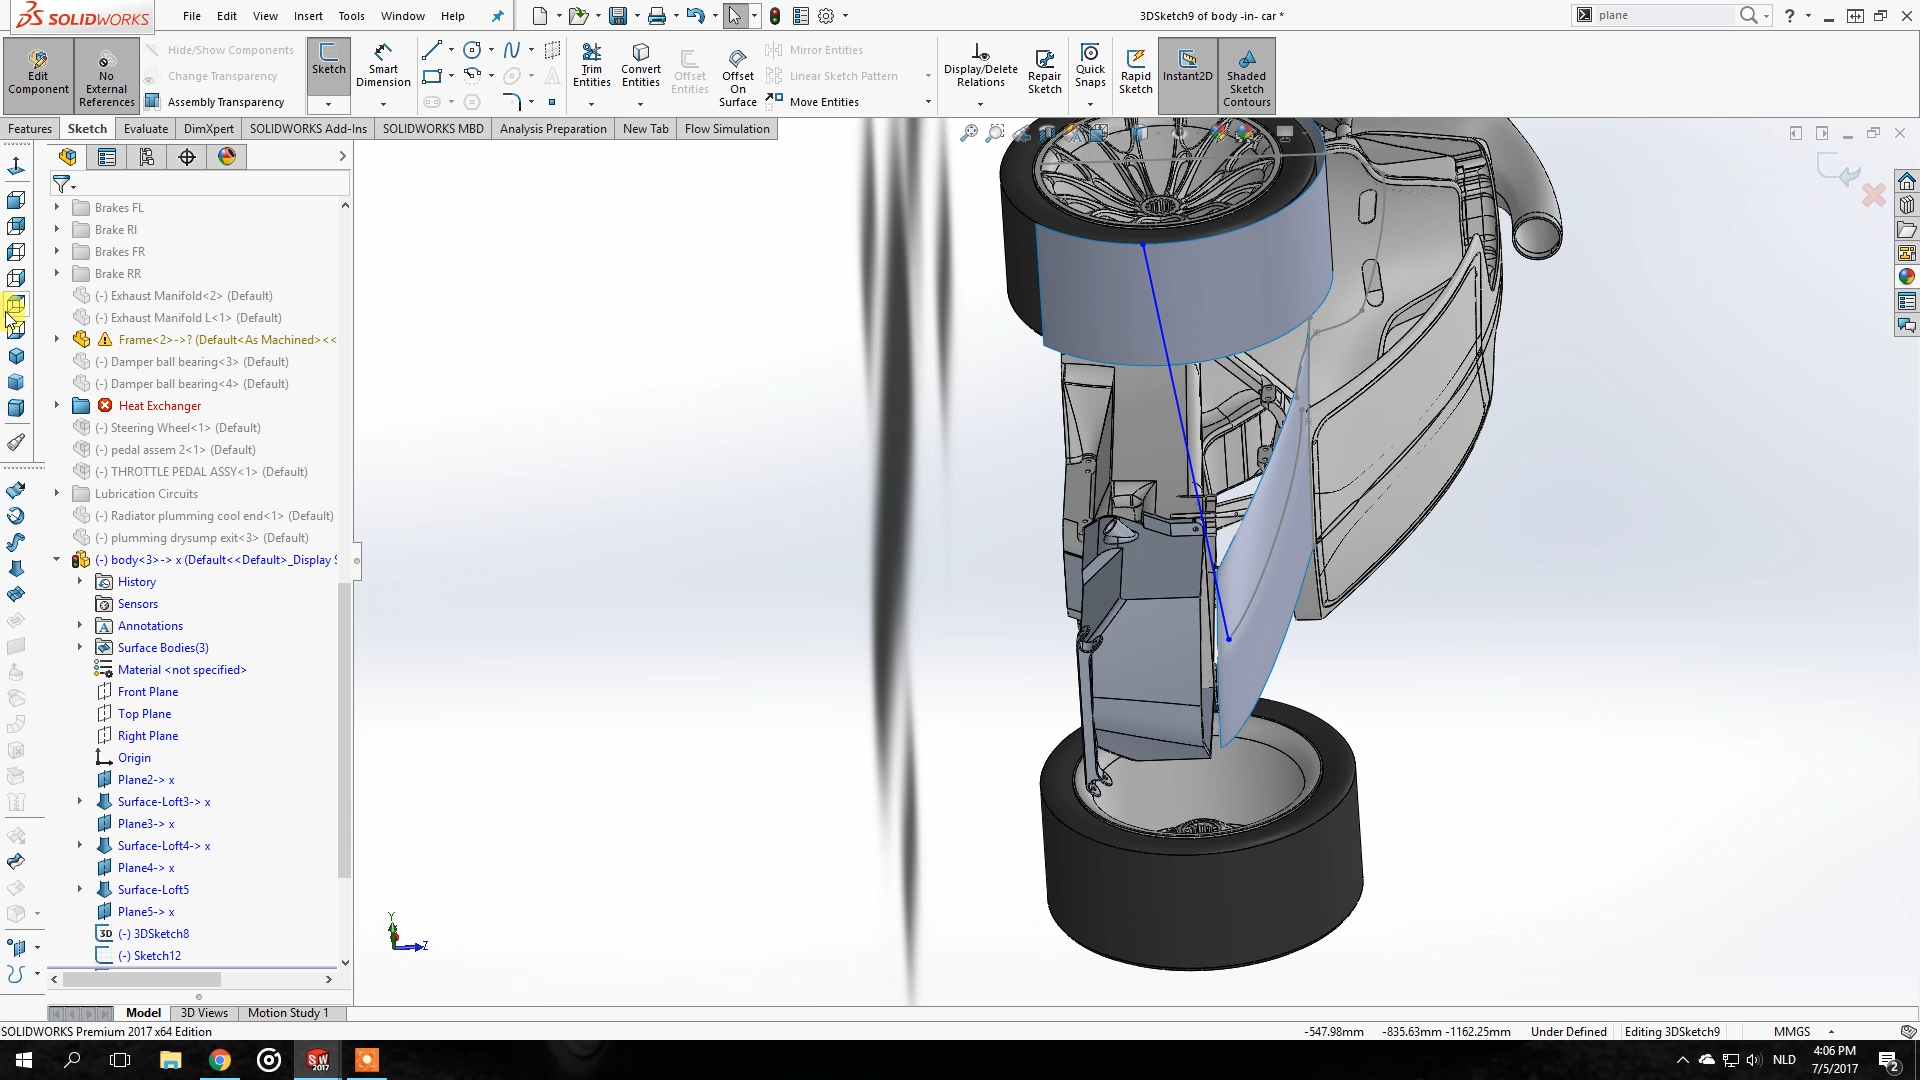 SOLIDWORKS
File Edit View Insert Tools Window Help
3DSketch9 of body -in- car *
plane
Edit Component
No External References
Hide/Show Components
Change Transparency
Assembly Transparency
Sketch
Smart Dimension
Trim Entities
Convert Entities
Offset Entities
Offset On Surface
Mirror Entities
Linear Sketch Pattern
Move Entities
Display/Delete Relations
Repair Sketch
Quick Snaps
Rapid Sketch
Instant2D
Shaded Sketch Contours
Features Sketch Evaluate DimXpert SOLIDWORKS Add-Ins SOLIDWORKS MBD Analysis Preparation New Tab Flow Simulation
Brakes FL
Brake RI
Brakes FR
Brake RR
(-) Exhaust Manifold<2> (Default)
(-) Exhaust Manifold L<1> (Default)
Frame<2>->? (Default<As Machined><<
(-) Damper ball bearing<3> (Default)
(-) Damper ball bearing<4> (Default)
Heat Exchanger
(-) Steering Wheel<1> (Default)
(-) pedal assem 2<1> (Default)
(-) THROTTLE PEDAL ASSY<1> (Default)
Lubrication Circuits
(-) Radiator plumming cool end<1> (Default)
(-) plumming drysump exit<3> (Default)
(-) body<3>-> x (Default<<Default>_Display S
History
Sensors
Annotations
Surface Bodies(3)
Material <not specified>
Front Plane
Top Plane
Right Plane
Origin
Plane2-> x
Surface-Loft3-> x
Plane3-> x
Surface-Loft4-> x
Plane4-> x
Surface-Loft5
Plane5-> x
3D (-) 3DSketch8
(-) Sketch12
Y
Z
Model 3D Views Motion Study 1
SOLIDWORKS Premium 2017 x64 Edition
-547.98mm -835.63mm -1162.25mm Under Defined Editing 3DSketch9 MMGS
SW 2017
NLD
4:06 PM
7/5/2017
2